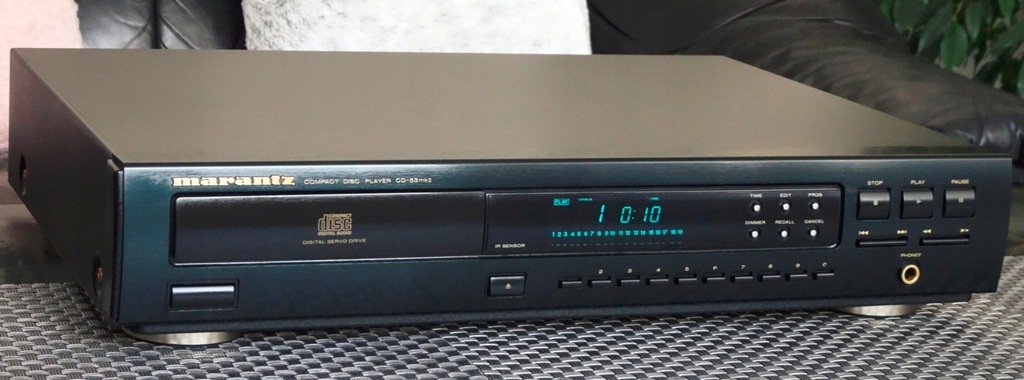 marantz COMPACT DISC PLAYER CD-53mkII
COMPACT
disc
DIGITAL AUDIO
DIGITAL SERVO DRIVE
PLAY
1 0:10
1 2 3 4 5 6 7 8 9 10 11 12 13 14 15 16 17 18 19
IR SENSOR
TIME EDIT PROG
DIMMER RECALL CANCEL
STOP PLAY PAUSE
PHONES
2 3 4 5 6 7 8 9 0